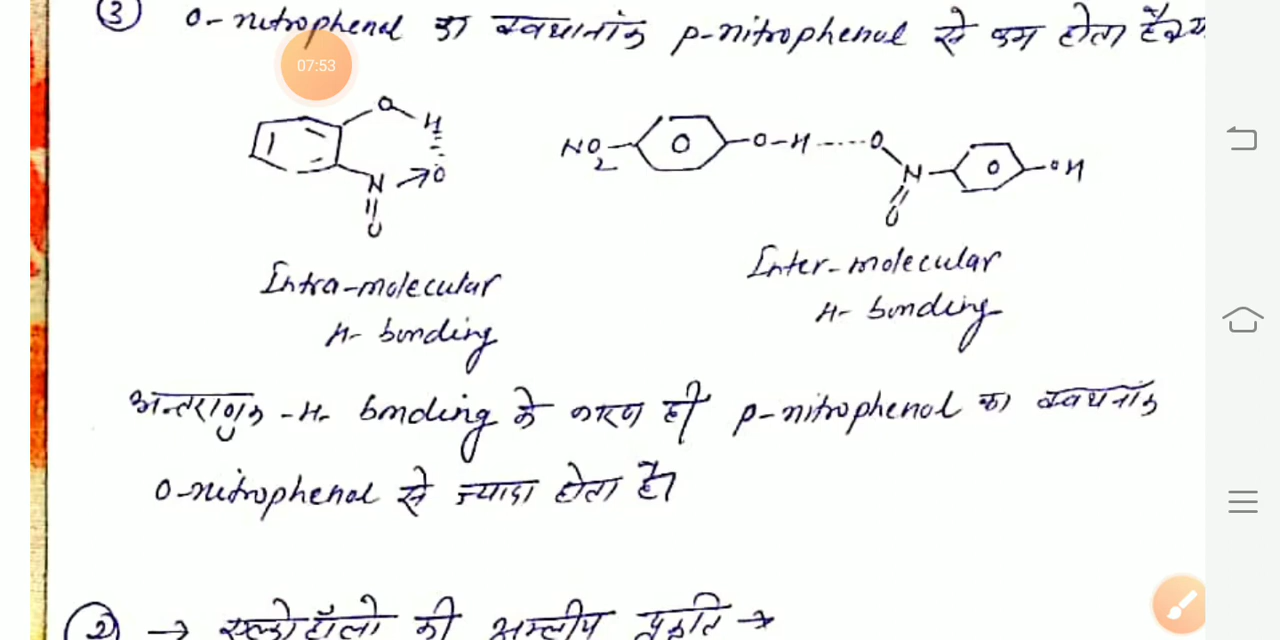 ③ o-nitrophenol का क्वथनांक p-nitrophenol से कम होता है क्यों
07:53
O H
N → O
O
NO2 O-H ---- O
N OH
O
Intra-molecular
H- bonding
Inter-molecular
H- bonding
अन्तराणुक -H- bonding के कारण ही p-nitrophenol का क्वथनांक
o-nitrophenol से ज्यादा होता है।
② → एल्कोहॉलो की अम्लीय प्रकृति →